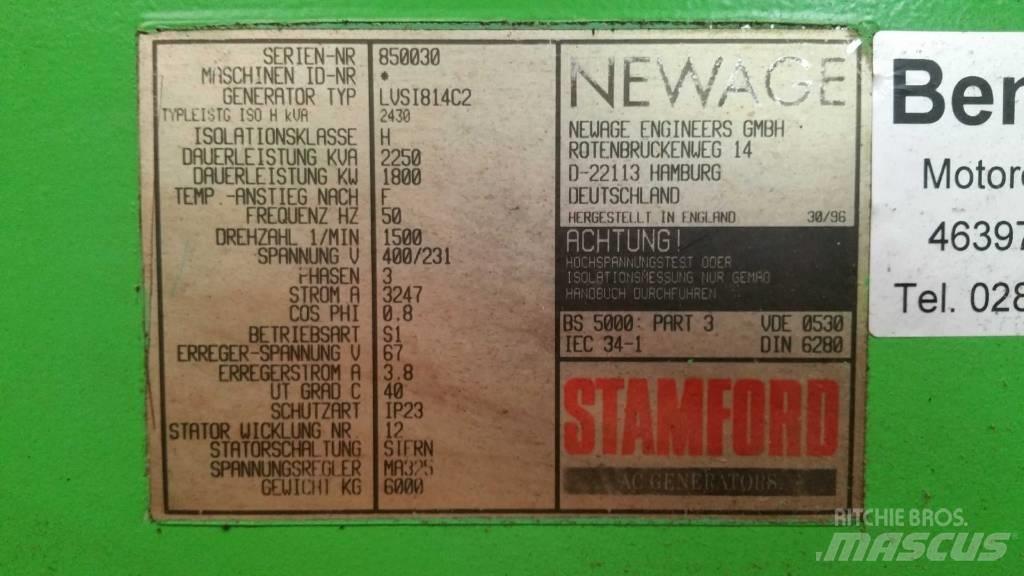 SERIEN-NR 850030
MASCHINEN ID-NR *
GENERATOR TYP LVSI814C2
TYPLEISTG ISO H kVA 2430
ISOLATIONSKLASSE H
DAUERLEISTUNG KVA 2250
DAUERLEISTUNG KW 1800
TEMP.-ANSTIEG NACH F
FREQUENZ HZ 50
DREHZAHL 1/MIN 1500
SPANNUNG V 400/231
PHASEN 3
STROM A 3247
COS PHI 0.8
BETRIEBSART S1
ERREGER-SPANNUNG V 67
ERREGERSTROM A 3.8
UT GRAD C 40
SCHUTZART IP23
STATOR WICKLUNG NR. 12
STATORSCHALTUNG
SPANNUNGSREGLER MA325
GEWICHT KG 6000
NEWAGE
NEWAGE ENGINEERS GMBH
ROTENBRUCKENWEG 14
D-22113 HAMBURG
DEUTSCHLAND
HERGESTELLT IN ENGLAND 30/96
ACHTUNG!
HOCHSPANNUNGSTEST ODER
ISOLATIONSMESSUNG NUR GEMAO
HANDBUCH DURCHFUHREN
BS 5000: PART 3 VDE 0530
IEC 34-1 DIN 6280
STAMFORD
AC GENERATORS
Ber
Motore
46397
Tel. 028
RITCHIE BROS.
MASCUS